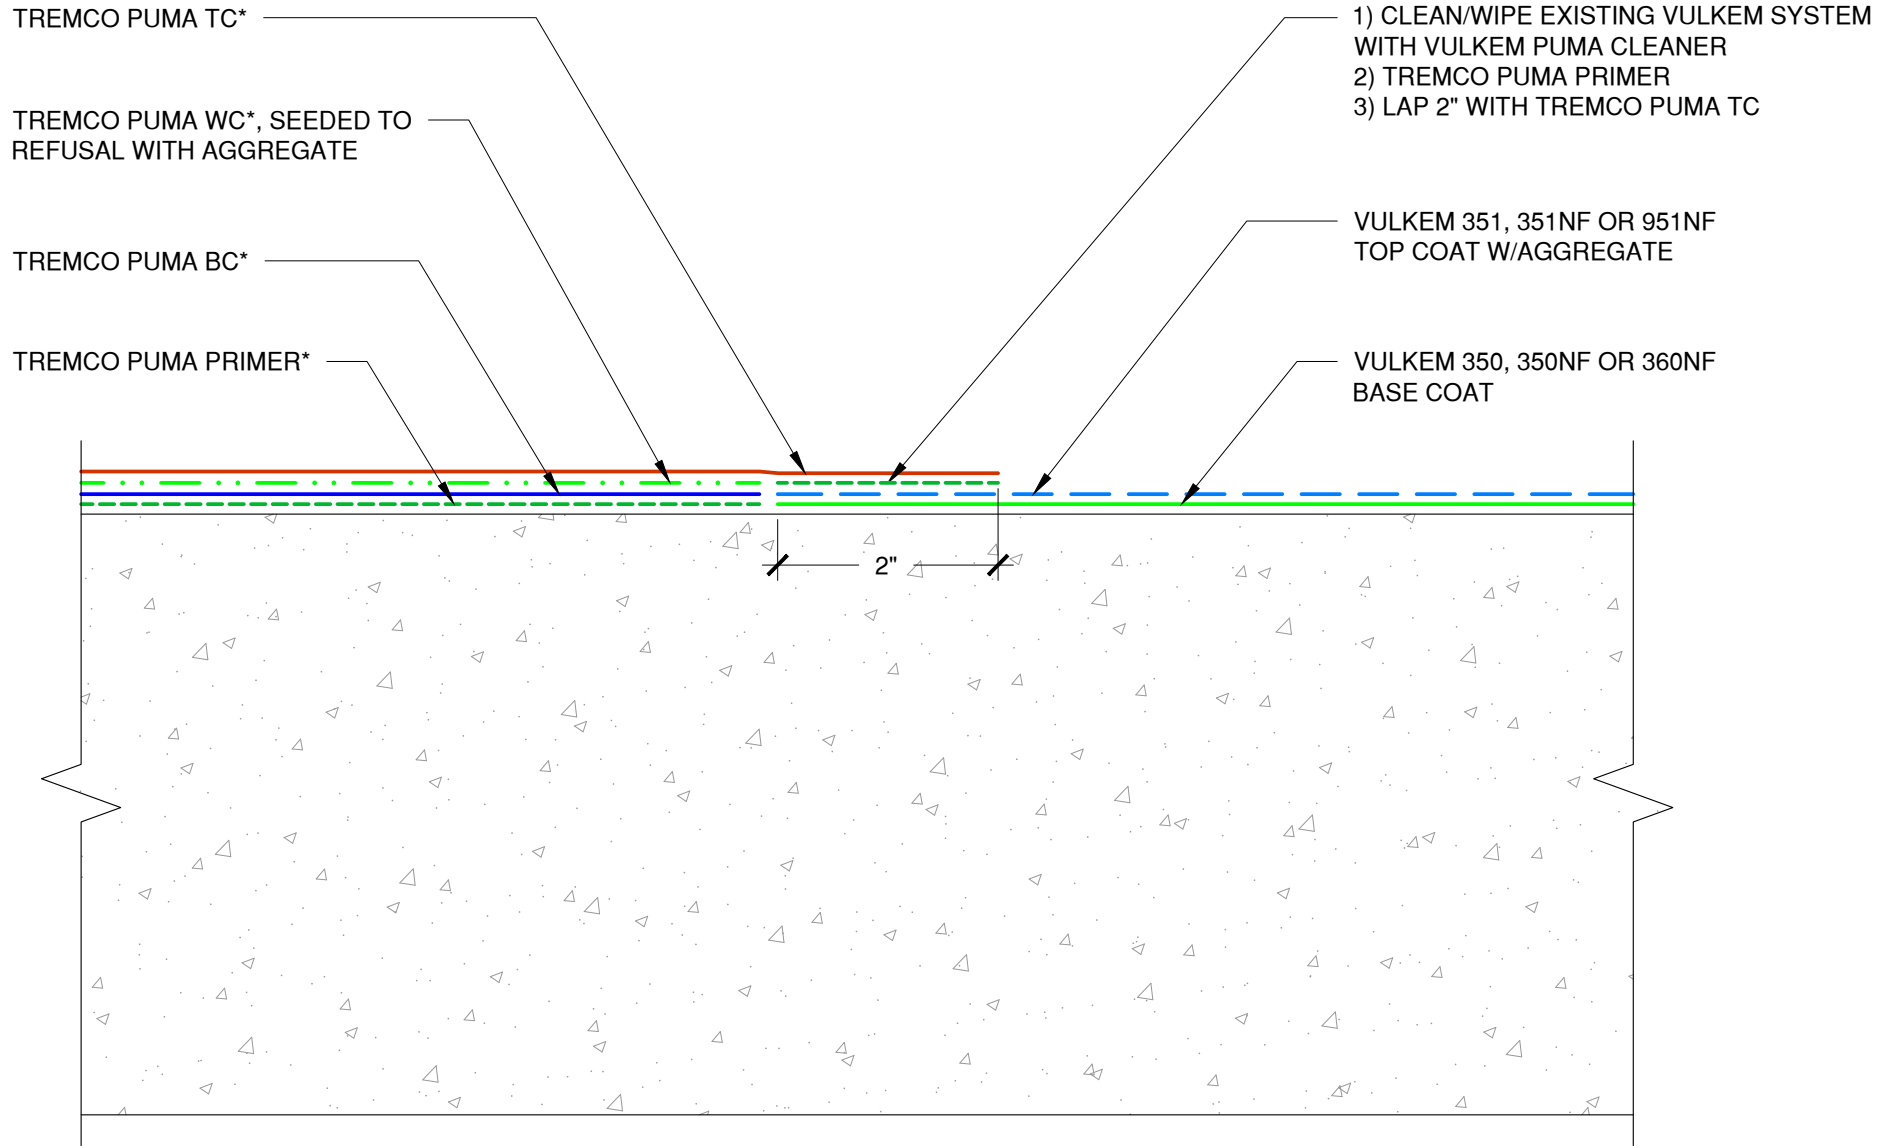 TREMCO PUMA TC*
TREMCO PUMA WC*, SEEDED TO
REFUSAL WITH AGGREGATE
TREMCO PUMA BC*
TREMCO PUMA PRIMER*
1) CLEAN/WIPE EXISTING VULKEM SYSTEM
WITH VULKEM PUMA CLEANER
2) TREMCO PUMA PRIMER
3) LAP 2" WITH TREMCO PUMA TC
VULKEM 351, 351NF OR 951NF
TOP COAT W/AGGREGATE
VULKEM 350, 350NF OR 360NF
BASE COAT
2"